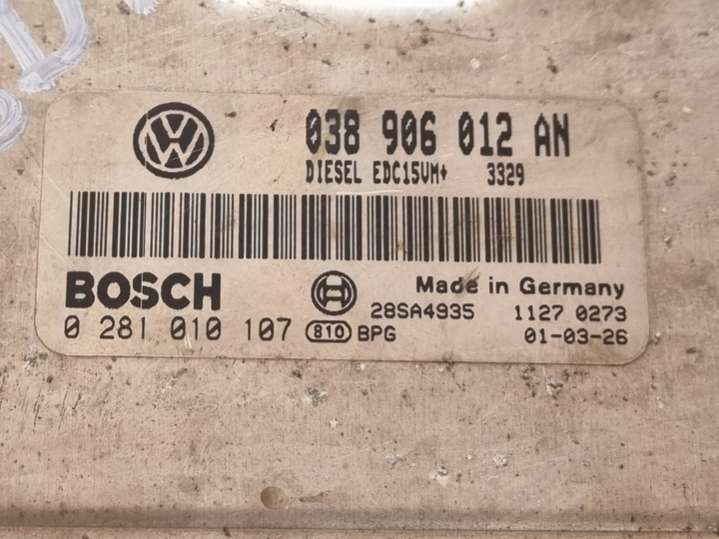 038 906 012 AN
DIESEL EDC15VM+ 3329
BOSCH
Made in Germany
28SA4935 1127 0273
0 281 010 107 810 BPG 01-03-26